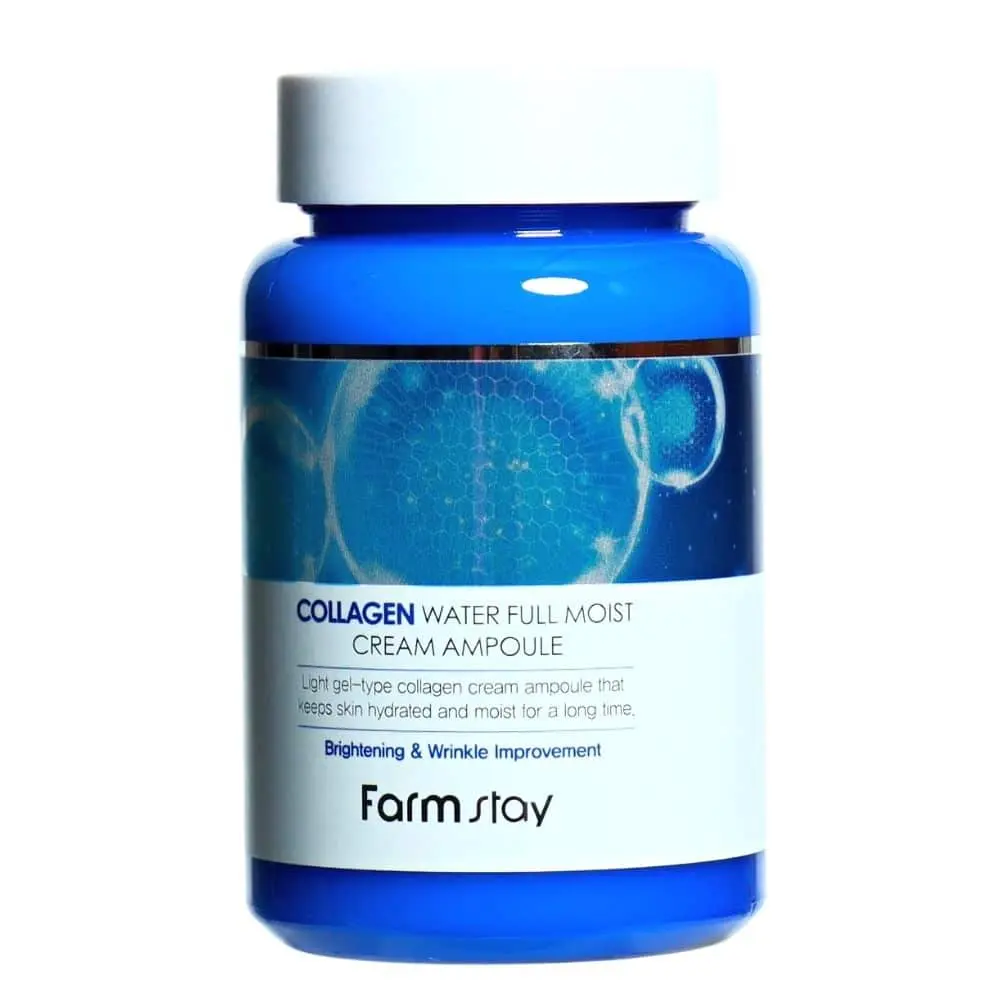 COLLAGEN WATER FULL MOIST
CREAM AMPOULE
Light gel-type collagen cream ampoule that
keeps skin hydrated and moist for a long time.
Brightening & Wrinkle Improvement
Farm stay